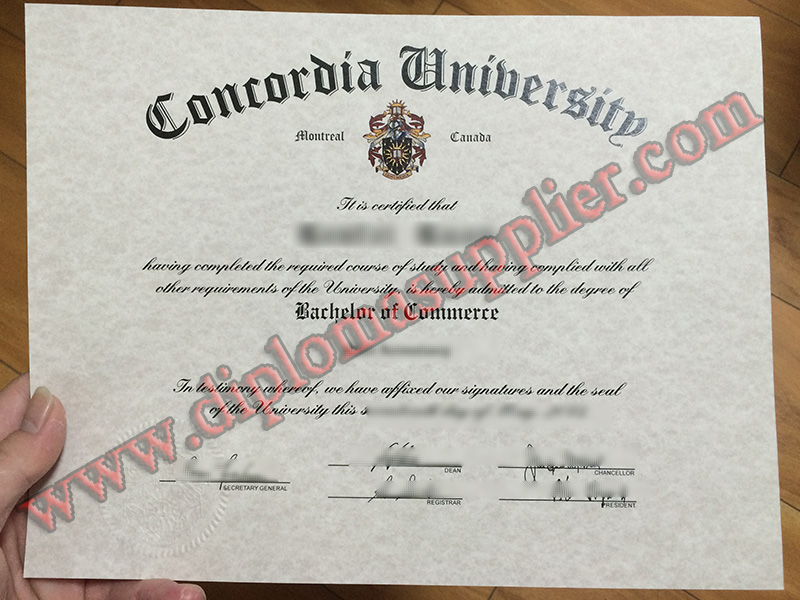 Concordia University
Montreal Canada
It is certified that
having completed the required course of study and having complied with all
other requirements of the University, is hereby admitted to the degree of
Bachelor of Commerce
In testimony whereof, we have affixed our signatures and the seal
of the University this
SECRETARY GENERAL
DEAN
REGISTRAR
CHANCELLOR
PRESIDENT
www.diplomasupplier.com